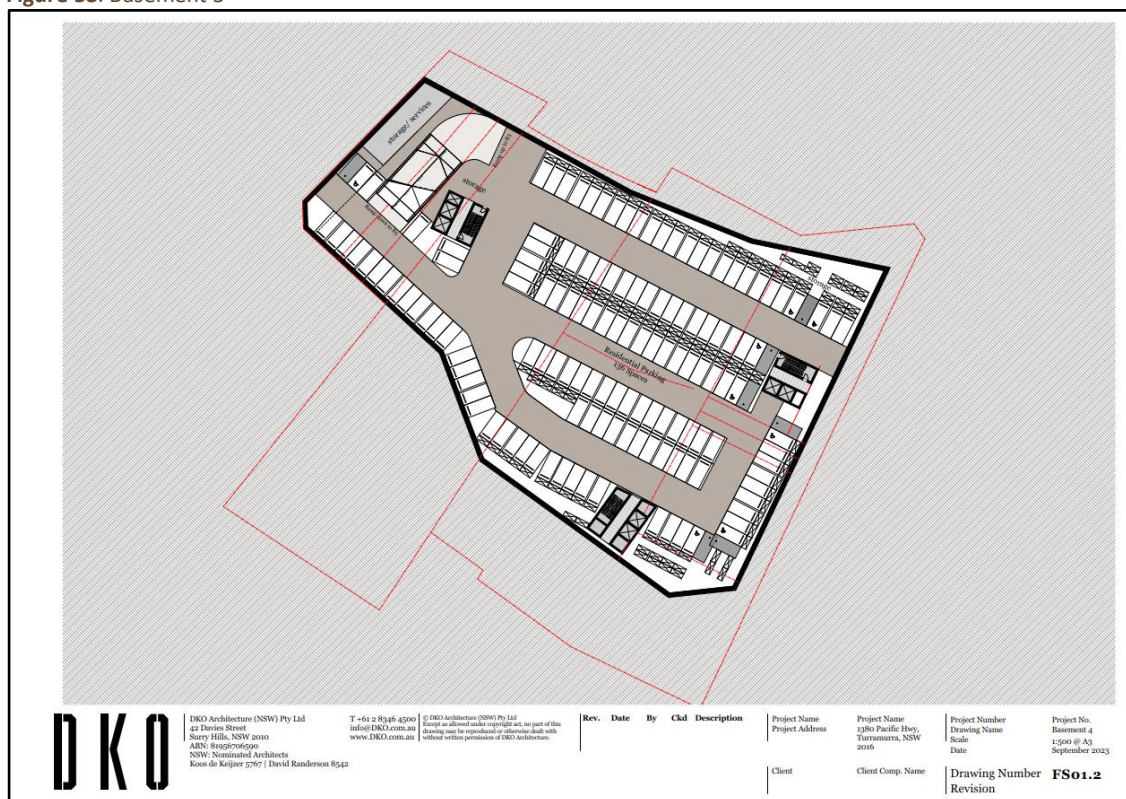 storage/ services
Ramp up to B3
storage
storage
Residential Parking
136 Spaces
DKO
DKO Architecture (NSW) Pty Ltd
42 Davies Street
Surry Hills, NSW 2010
ABN: 81956706590
NSW: Nominated Architects
Koos de Keijzer 5767 | David Randerson 8542
T +61 2 8346 4500
info@DKO.com.au
www.DKO.com.au
© DKO Architecture (NSW) Pty Ltd
Except as allowed under copyright act, no part of this
drawing may be reproduced or otherwise dealt with
without written permission of DKO Architecture.
Rev. Date By Ckd Description
Project Name
Project Address
Client
Project Name
1380 Pacific Hwy,
Turramurra, NSW
2016
Client Comp. Name
Project Number
Drawing Name
Scale
Date
Project No.
Basement 4
1:500 @ A3
September 2023
Drawing Number FS01.2
Revision